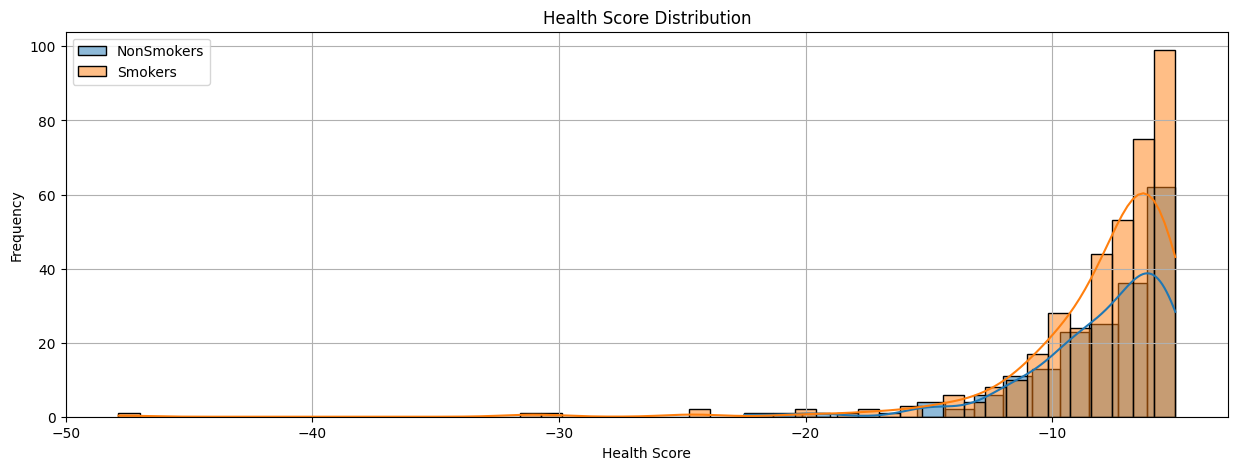 Health Score Distribution
NonSmokers
Smokers
Frequency
100
80
60
40
20
0
−50
−40
−30
−20
−10
Health Score